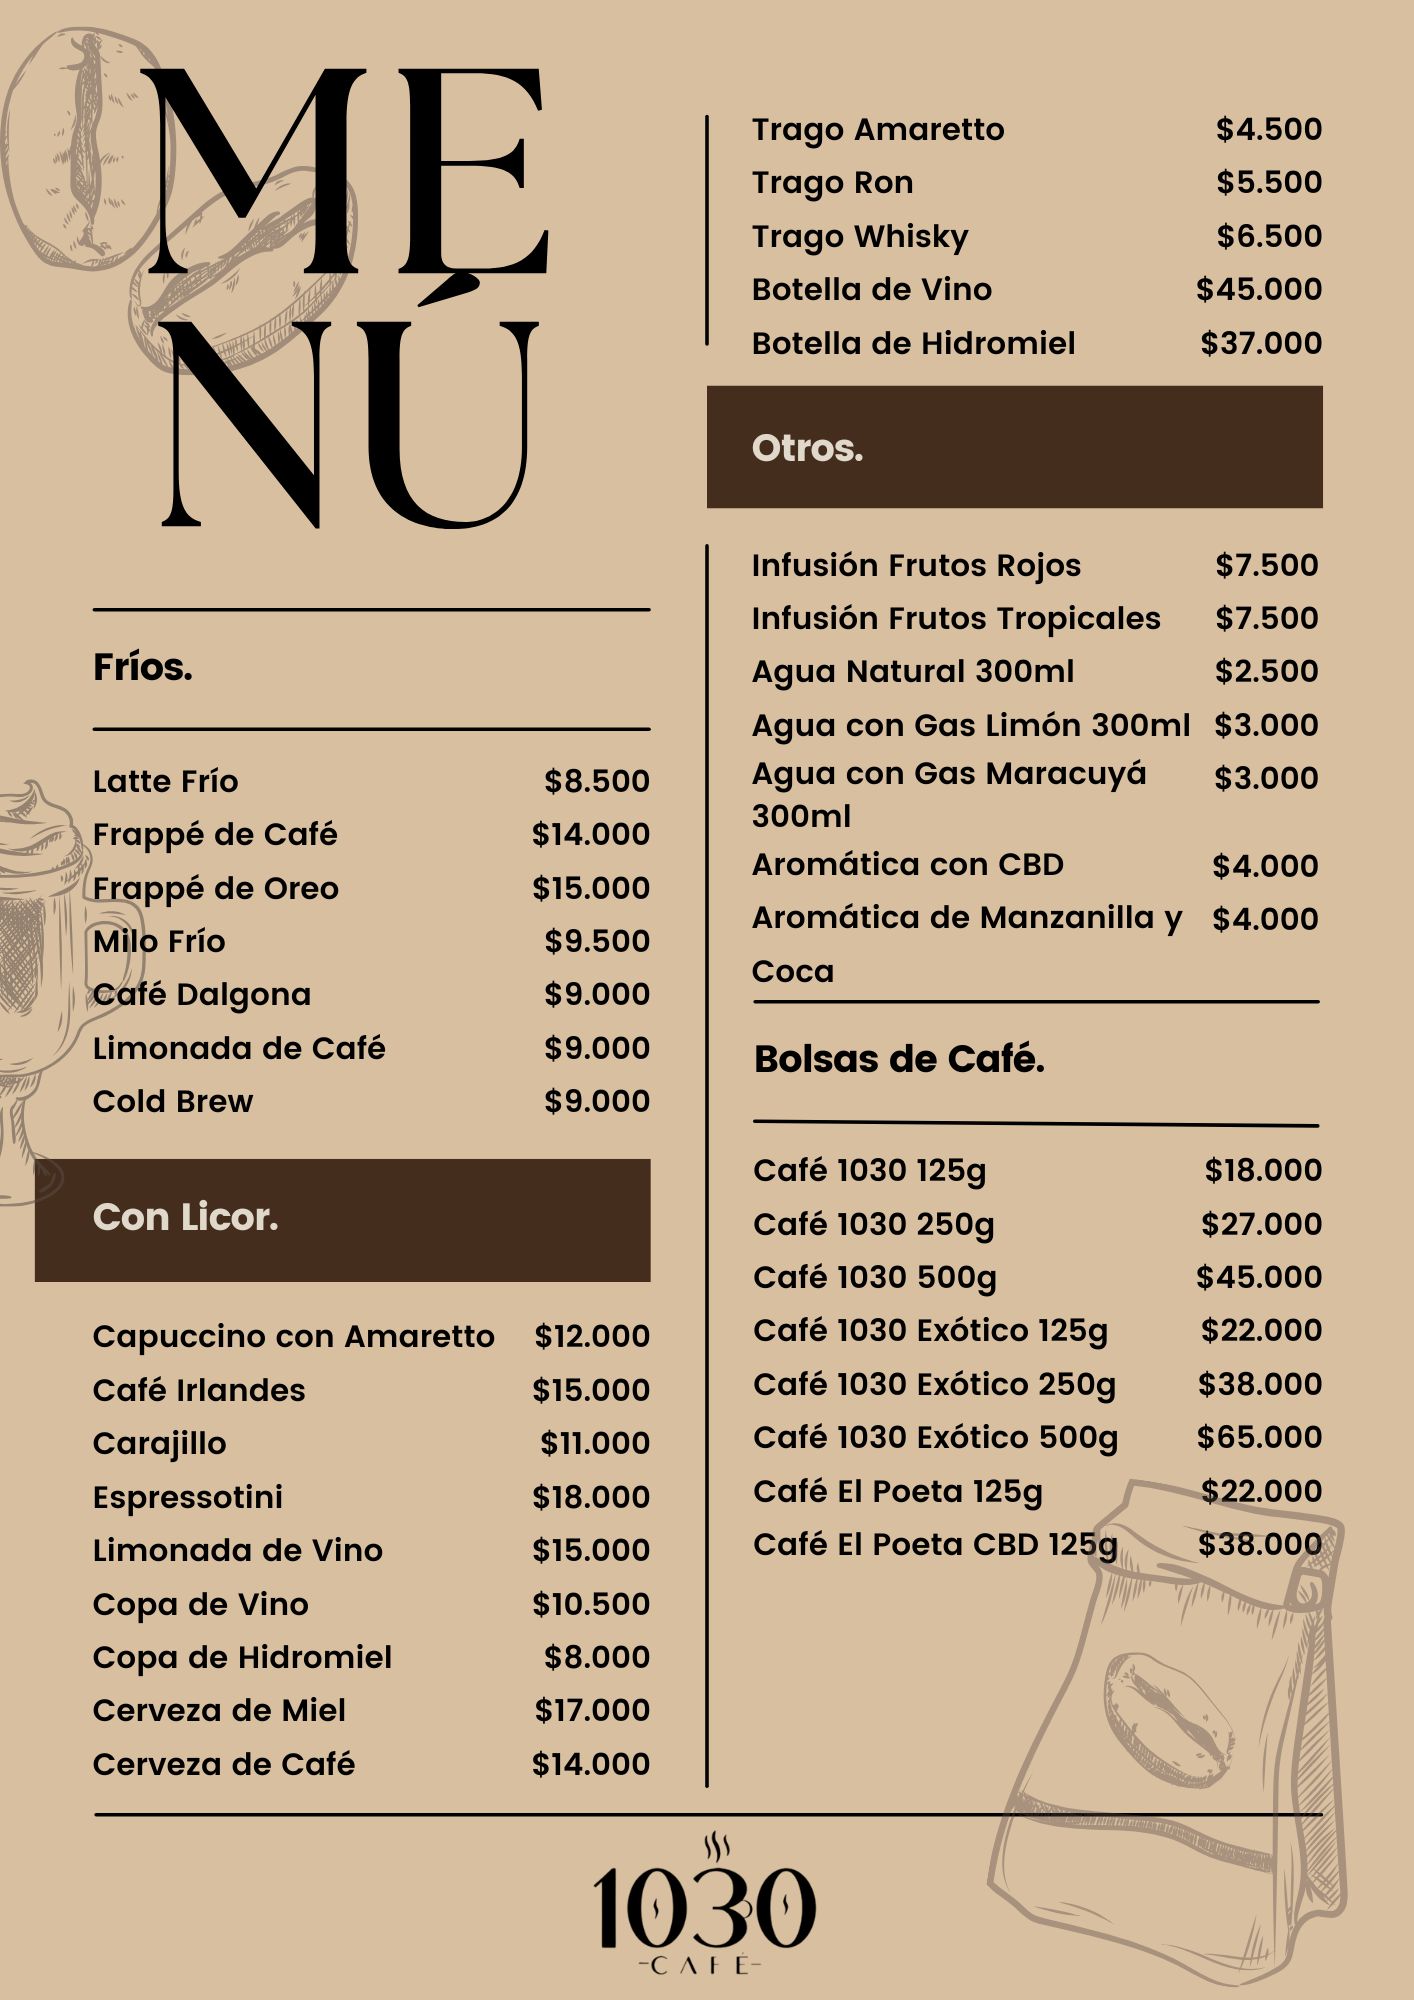 ME
NÚ
Fríos.
Latte Frío $8.500
Frappé de Café $14.000
Frappé de Oreo $15.000
Milo Frío $9.500
Café Dalgona $9.000
Limonada de Café $9.000
Cold Brew $9.000
Con Licor.
Capuccino con Amaretto $12.000
Café Irlandes $15.000
Carajillo $11.000
Espressotini $18.000
Limonada de Vino $15.000
Copa de Vino $10.500
Copa de Hidromiel $8.000
Cerveza de Miel $17.000
Cerveza de Café $14.000
Trago Amaretto $4.500
Trago Ron $5.500
Trago Whisky $6.500
Botella de Vino $45.000
Botella de Hidromiel $37.000
Otros.
Infusión Frutos Rojos $7.500
Infusión Frutos Tropicales $7.500
Agua Natural 300ml $2.500
Agua con Gas Limón 300ml $3.000
Agua con Gas Maracuyá $3.000
300ml
Aromática con CBD $4.000
Aromática de Manzanilla y $4.000
Coca
Bolsas de Café.
Café 1030 125g $18.000
Café 1030 250g $27.000
Café 1030 500g $45.000
Café 1030 Exótico 125g $22.000
Café 1030 Exótico 250g $38.000
Café 1030 Exótico 500g $65.000
Café El Poeta 125g $22.000
Café El Poeta CBD 125g $38.000
1030
-CAFÉ-